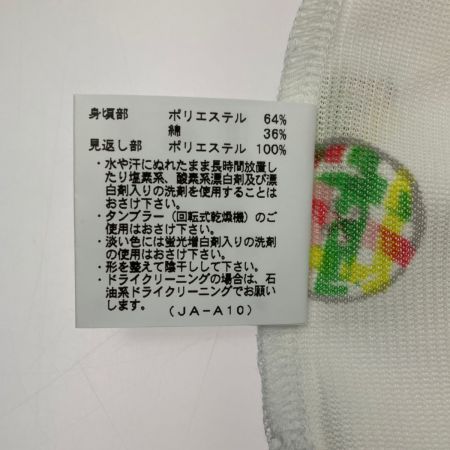 身頃部 ポリエステル 64%
綿 36%
見返し部 ポリエステル 100%
・水や汗にぬれたまま長時間放置し
たり塩素系、酸素系漂白剤及び漂
白剤入りの洗剤を使用することは
おさけ下さい。
・タンブラー(回転式乾燥機)のご
使用はおさけ下さい。
・淡い色には蛍光増白剤入りの洗剤
の使用はおさけ下さい。
・形を整えて陰干しして下さい。
・ドライクリーニングの場合は、石
油系ドライクリーニングでお願い
します。
(JA-A10)